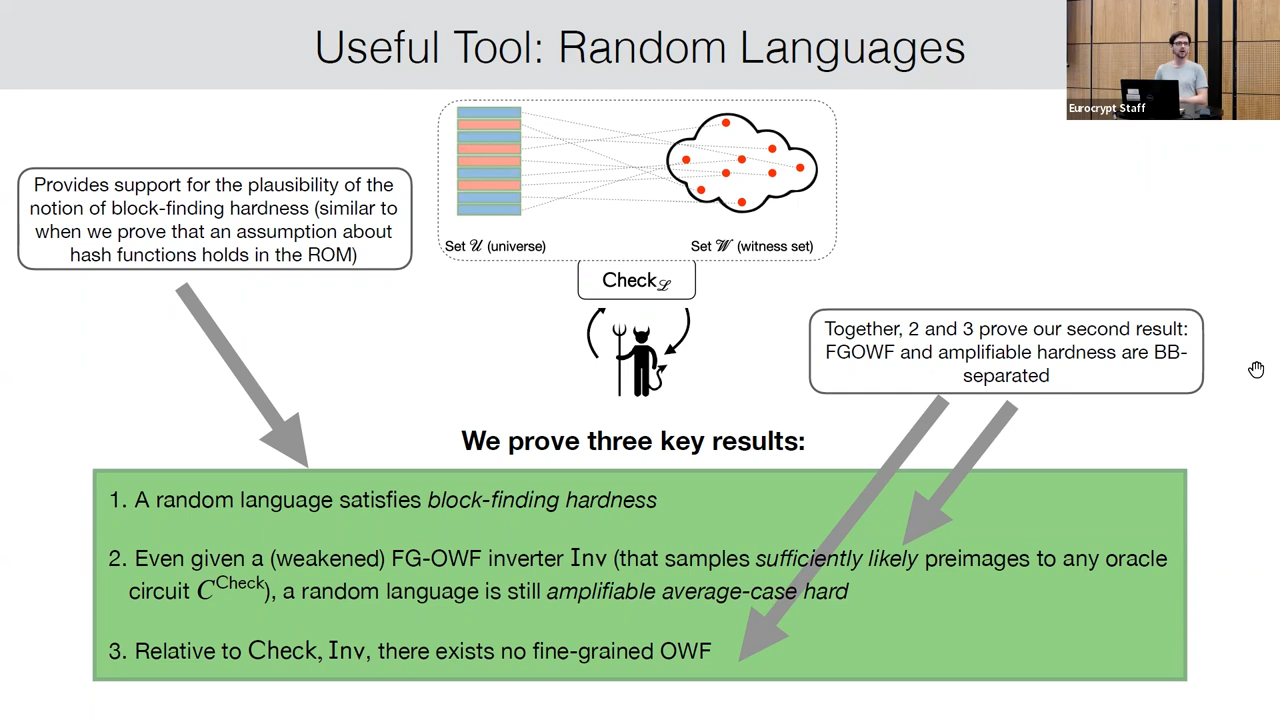 Useful Tool: Random Languages
Eurocrypt Staff
Provides support for the plausibility of the
notion of block-finding hardness (similar to
when we prove that an assumption about
hash functions holds in the ROM)
Set 𝒰 (universe)
Set 𝒲 (witness set)
Check_ℒ
Together, 2 and 3 prove our second result:
FGOWF and amplifiable hardness are BB-
separated
We prove three key results:
1. A random language satisfies block-finding hardness
2. Even given a (weakened) FG-OWF inverter Inv (that samples sufficiently likely preimages to any oracle
circuit C^Check), a random language is still amplifiable average-case hard
3. Relative to Check, Inv, there exists no fine-grained OWF